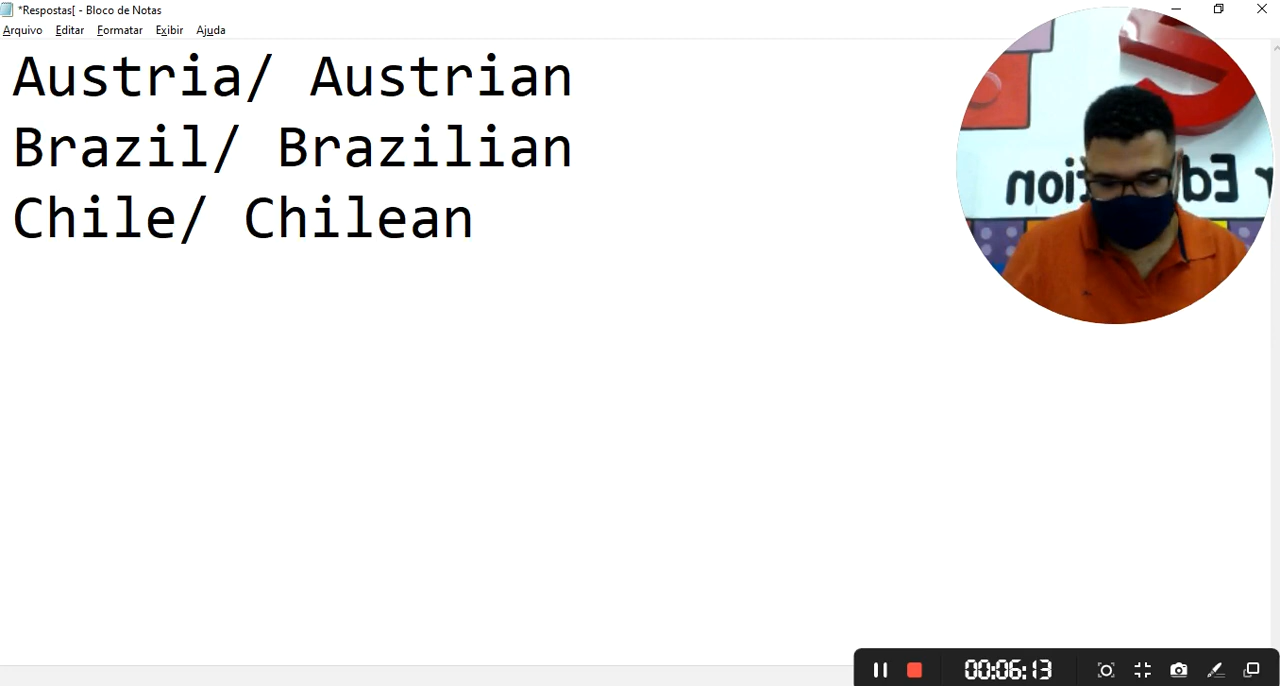 *Respostas[ - Bloco de Notas
Arquivo Editar Formatar Exibir Ajuda
Austria/ Austrian
Brazil/ Brazilian
Chile/ Chilean
00:06:13